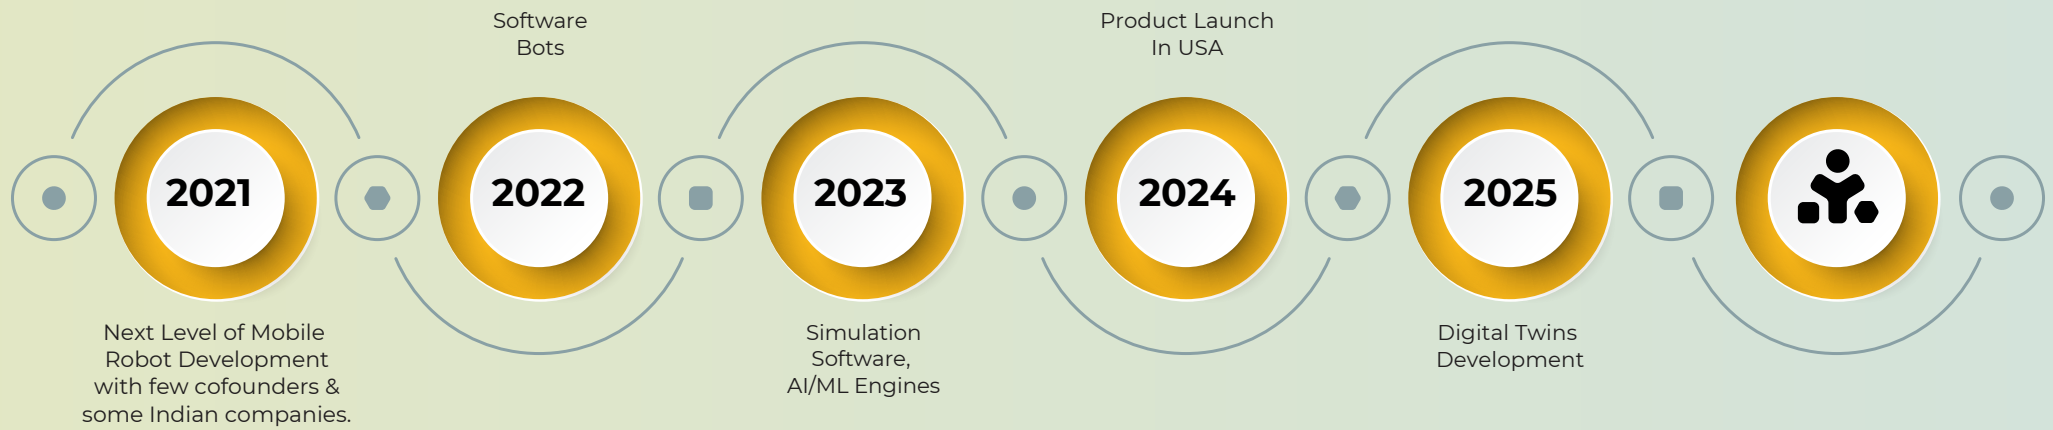 2021
Next Level of Mobile
Robot Development
with few cofounders &
some Indian companies.
Software
Bots
2022
2023
Simulation
Software,
AI/ML Engines
Product Launch
In USA
2024
2025
Digital Twins
Development